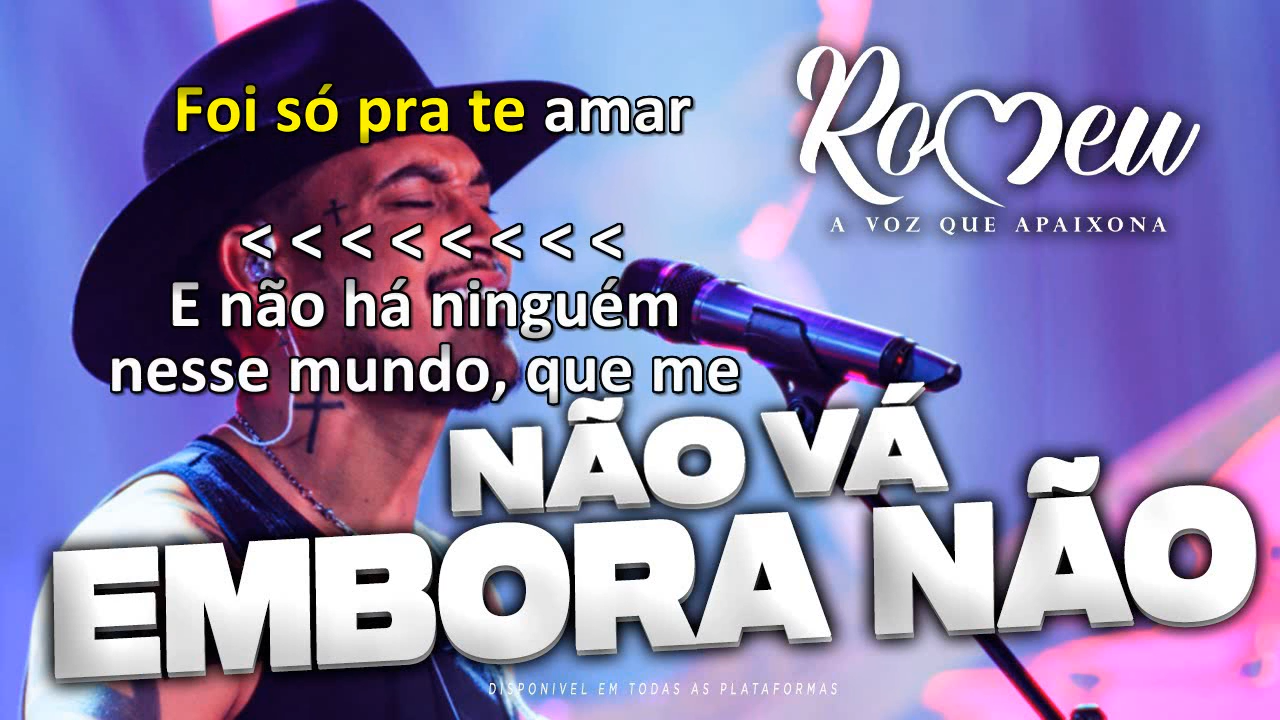 Foi só pra te amar
Romeu
A VOZ QUE APAIXONA
< < < < < < < <
E não há ninguém
nesse mundo, que me
NÃO VÁ
EMBORA NÃO
DISPONIVEL EM TODAS AS PLATAFORMAS